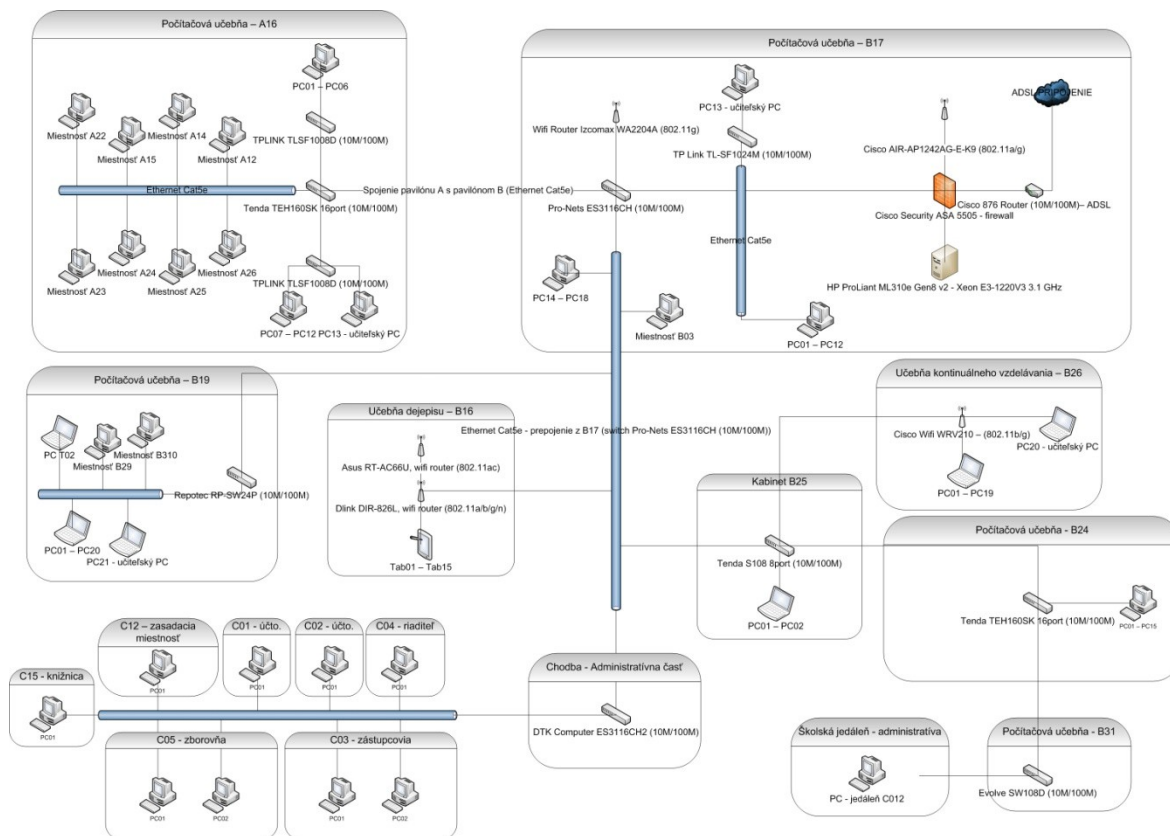 Počítačová učebňa – A16
PC01 – PC06
Miestnosť A22
Miestnosť A15
Miestnosť A14
Miestnosť A12
TPLINK TLSF1008D (10M/100M)
Ethernet Cat5e
Tenda TEH160SK 16port (10M/100M)
Miestnosť A23
Miestnosť A24
Miestnosť A25
Miestnosť A26
TPLINK TLSF1008D (10M/100M)
PC07 – PC12
PC13 - učiteľský PC
Spojenie pavilónu A s pavilónom B (Ethernet Cat5e)
Počítačová učebňa – B17
PC13 - učiteľský PC
ADSL PRIPOJENIE
Wifi Router Izcomax WA2204A (802.11g)
TP Link TL-SF1024M (10M/100M)
Cisco AIR-AP1242AG-E-K9 (802.11a/g)
Pro-Nets ES3116CH (10M/100M)
Cisco 876 Router (10M/100M)– ADSL
Cisco Security ASA 5505 - firewall
Ethernet Cat5e
PC14 – PC18
HP ProLiant ML310e Gen8 v2 - Xeon E3-1220V3 3.1 GHz
Miestnosť B03
PC01 – PC12
Počítačová učebňa – B19
PC T02
Miestnosť B29
Miestnosť B310
Repotec RP-SW24P (10M/100M)
PC01 – PC20
PC21 - učiteľský PC
Učebňa dejepisu – B16
Asus RT-AC66U, wifi router (802.11ac)
Dlink DIR-826L, wifi router (802.11a/b/g/n)
Tab01 – Tab15
Ethernet Cat5e - prepojenie z B17 (switch Pro-Nets ES3116CH (10M/100M))
Učebňa kontinuálneho vzdelávania – B26
Cisco Wifi WRV210 – (802.11b/g)
PC20 - učiteľský PC
PC01 – PC19
Kabinet B25
Tenda S108 8port (10M/100M)
PC01 – PC02
Počítačová učebňa - B24
Tenda TEH160SK 16port (10M/100M)
PC01 – PC15
C12 – zasadacia
miestnosť
PC01
C01 - účto.
PC01
C02 - účto.
PC01
C04 - riaditeľ
PC01
C15 - knižnica
PC01
C05 - zborovňa
PC01
PC02
C03 - zástupcovia
PC01
PC02
Chodba - Administratívna časť
DTK Computer ES3116CH2 (10M/100M)
Školská jedáleň - administratíva
PC - jedáleň C012
Počítačová učebňa - B31
Evolve SW108D (10M/100M)